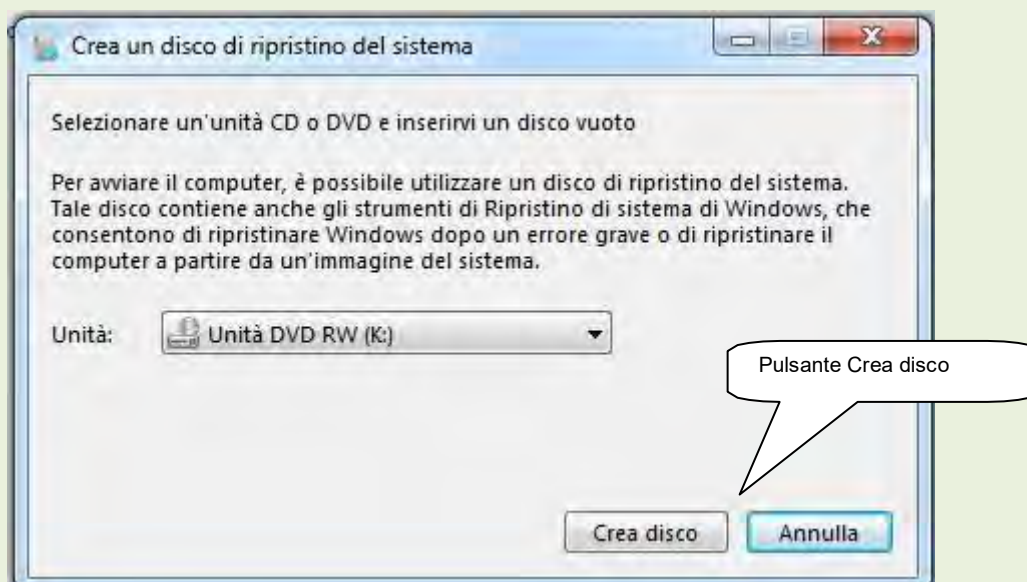 Crea un disco di ripristino del sistema
Selezionare un'unità CD o DVD e inserirvi un disco vuoto
Per avviare il computer, è possibile utilizzare un disco di ripristino del sistema.
Tale disco contiene anche gli strumenti di Ripristino di sistema di Windows, che
consentono di ripristinare Windows dopo un errore grave o di ripristinare il
computer a partire da un'immagine del sistema.
Unità: Unità DVD RW (K:)
Pulsante Crea disco
Crea disco Annulla